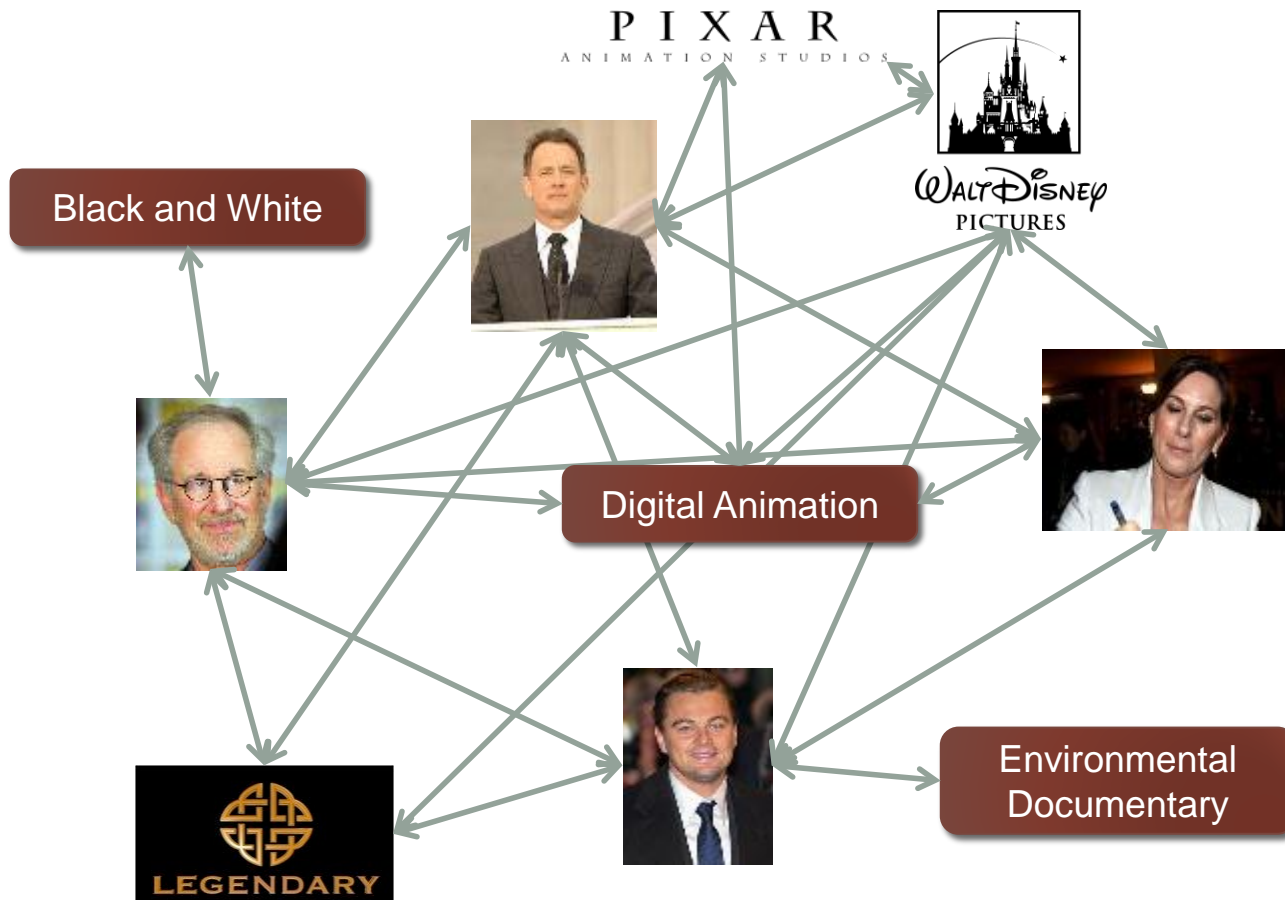 PIXAR
ANIMATION STUDIOS
WALT DISNEY
PICTURES
Black and White
Digital Animation
Environmental
Documentary
LEGENDARY